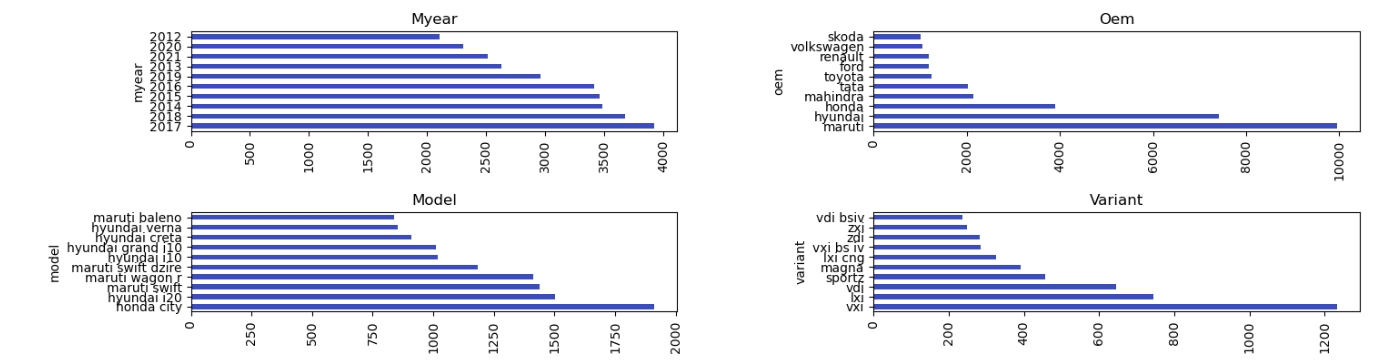 Myear
myear
2012
2020
2021
2013
2019
2016
2015
2014
2018
2017
0
500
1000
1500
2000
2500
3000
3500
4000
Oem
oem
skoda
volkswagen
renault
ford
toyota
tata
mahindra
honda
hyundai
maruti
0
2000
4000
6000
8000
10000
Model
model
maruti baleno
hyundai verna
hyundai creta
hyundai grand i10
hyundai i10
maruti swift dzire
maruti wagon r
maruti swift
hyundai i20
honda city
0
250
500
750
1000
1250
1500
1750
2000
Variant
variant
vdi bsiv
zxi
zdi
vxi bs iv
lxi cng
magna
sportz
vdi
lxi
vxi
0
200
400
600
800
1000
1200